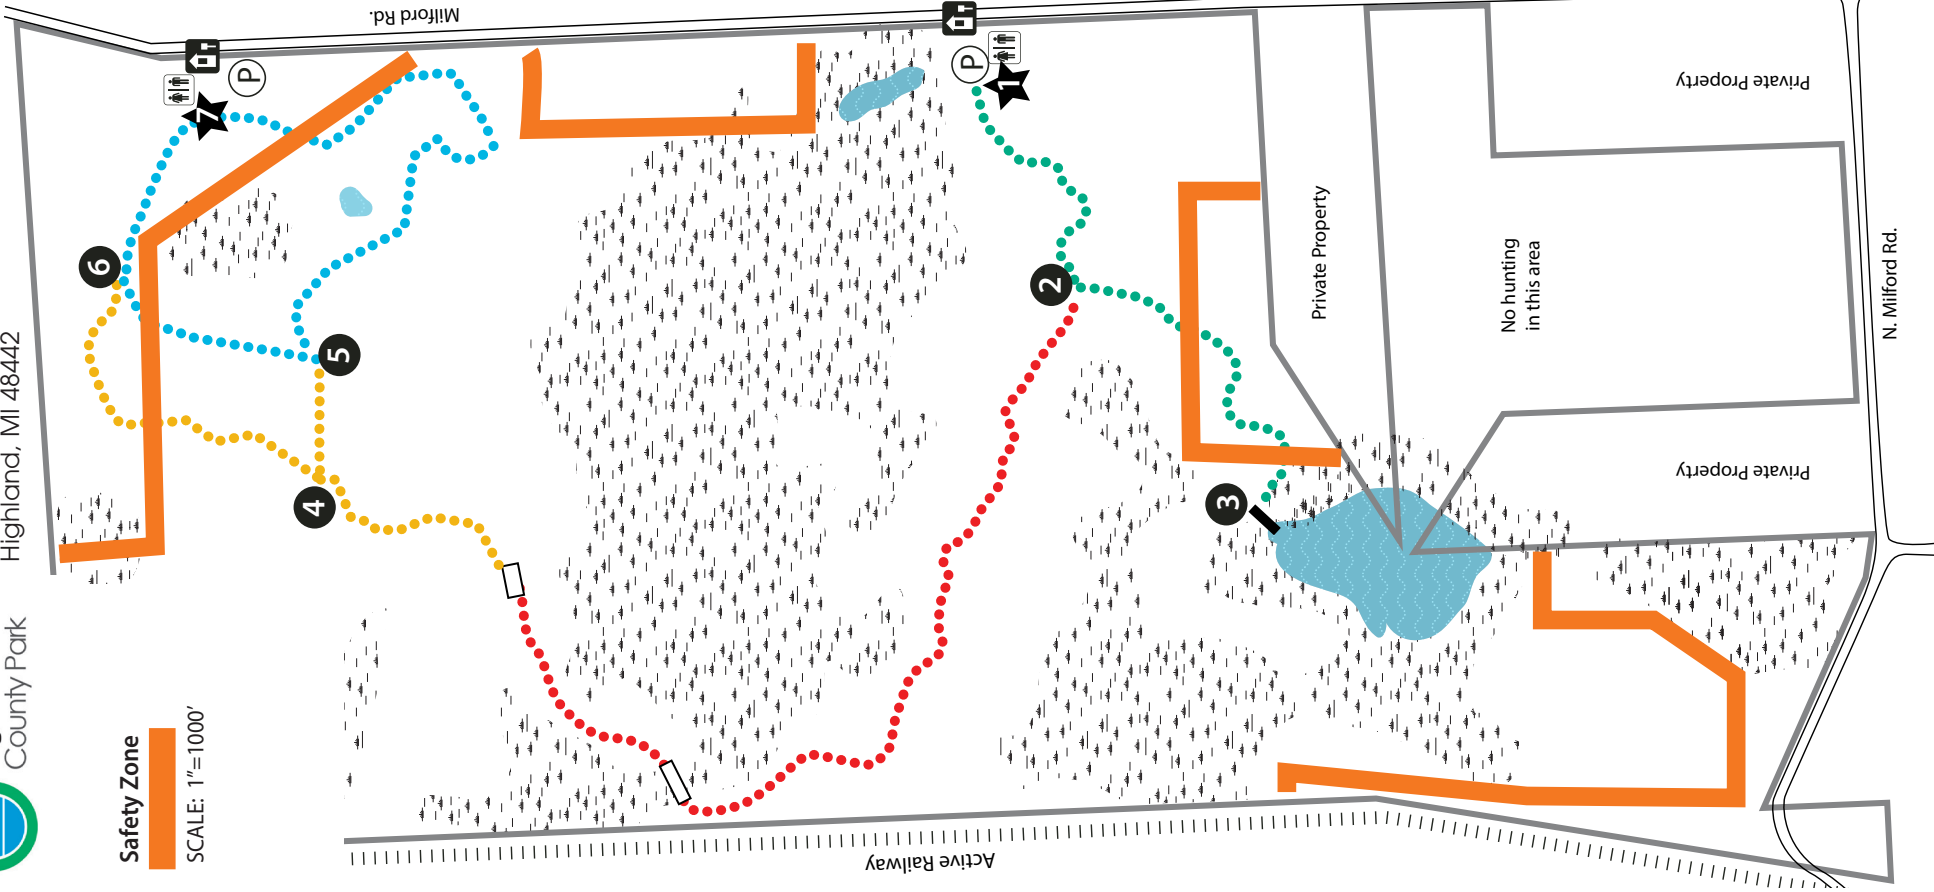 County Park
Highland, MI 48442
Safety Zone
SCALE: 1"=1000'
Milford Rd.
P
P
7
1
6
2
5
4
3
Private Property
No hunting
in this area
Private Property
Private Property
N. Milford Rd.
Active Railway